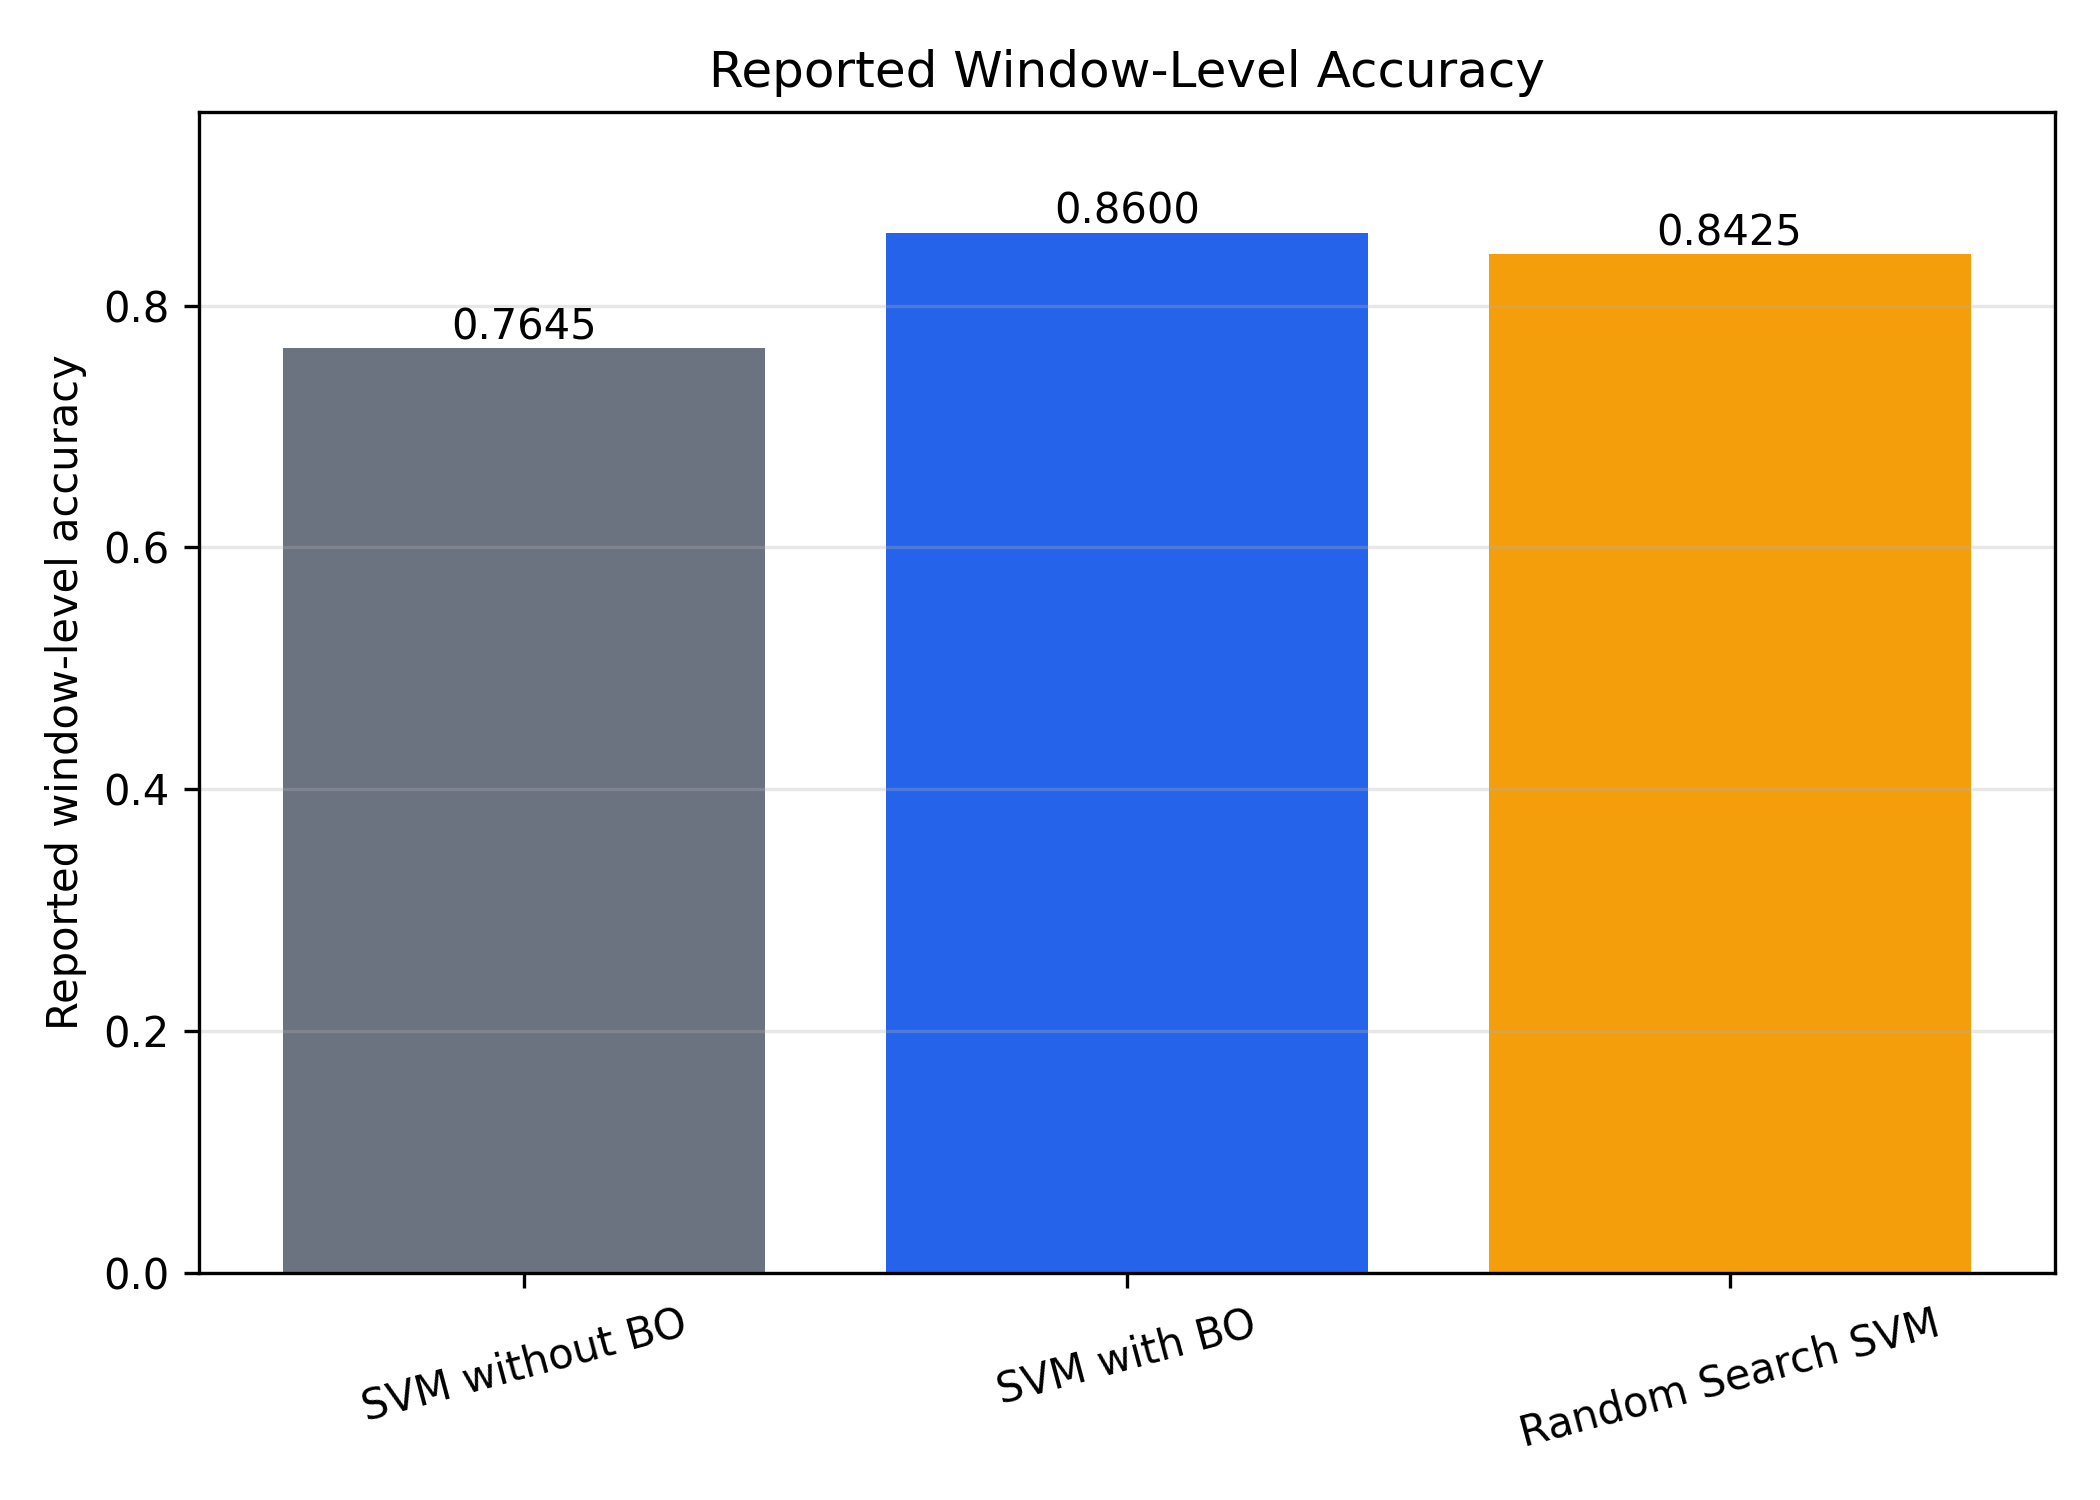 Reported Window-Level Accuracy
Reported window-level accuracy
0.8
0.6
0.4
0.2
0.0
0.7645
0.8600
0.8425
SVM without BO
SVM with BO
Random Search SVM